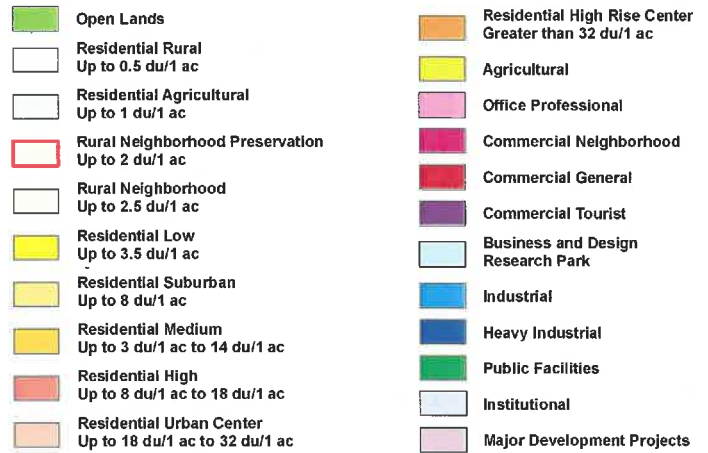 Open Lands
Residential Rural
Up to 0.5 du/1 ac
Residential Agricultural
Up to 1 du/1 ac
Rural Neighborhood Preservation
Up to 2 du/1 ac
Rural Neighborhood
Up to 2.5 du/1 ac
Residential Low
Up to 3.5 du/1 ac
Residential Suburban
Up to 8 du/1 ac
Residential Medium
Up to 3 du/1 ac to 14 du/1 ac
Residential High
Up to 8 du/1 ac to 18 du/1 ac
Residential Urban Center
Up to 18 du/1 ac to 32 du/1 ac
Residential High Rise Center
Greater than 32 du/1 ac
Agricultural
Office Professional
Commercial Neighborhood
Commercial General
Commercial Tourist
Business and Design
Research Park
Industrial
Heavy Industrial
Public Facilities
Institutional
Major Development Projects